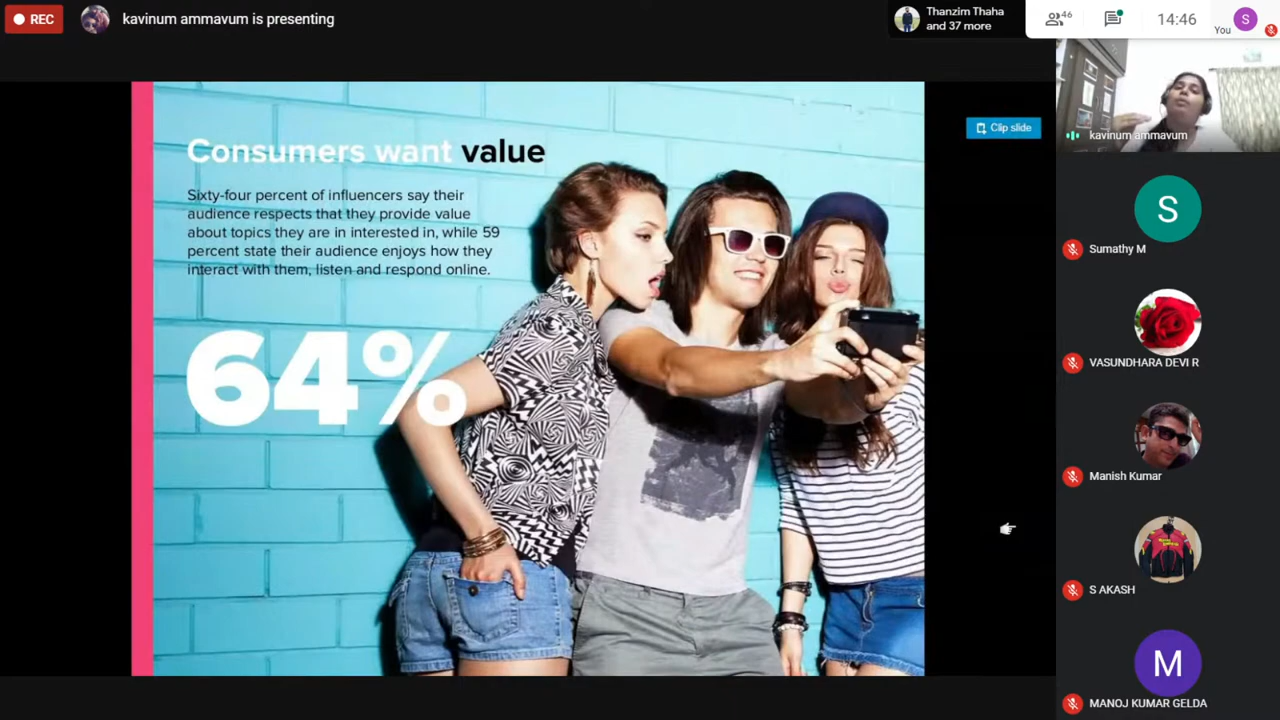 REC
kavinum ammavum is presenting
Thanzim Thaha
and 37 more
46
14:46
You
S
Clip slide
kavinum ammavum
Consumers want value
Sixty-four percent of influencers say their
audience respects that they provide value
about topics they are in interested in, while 59
percent state their audience enjoys how they
interact with them, listen and respond online.
64%
S
Sumathy M
VASUNDHARA DEVI R
Manish Kumar
S AKASH
M
MANOJ KUMAR GELDA